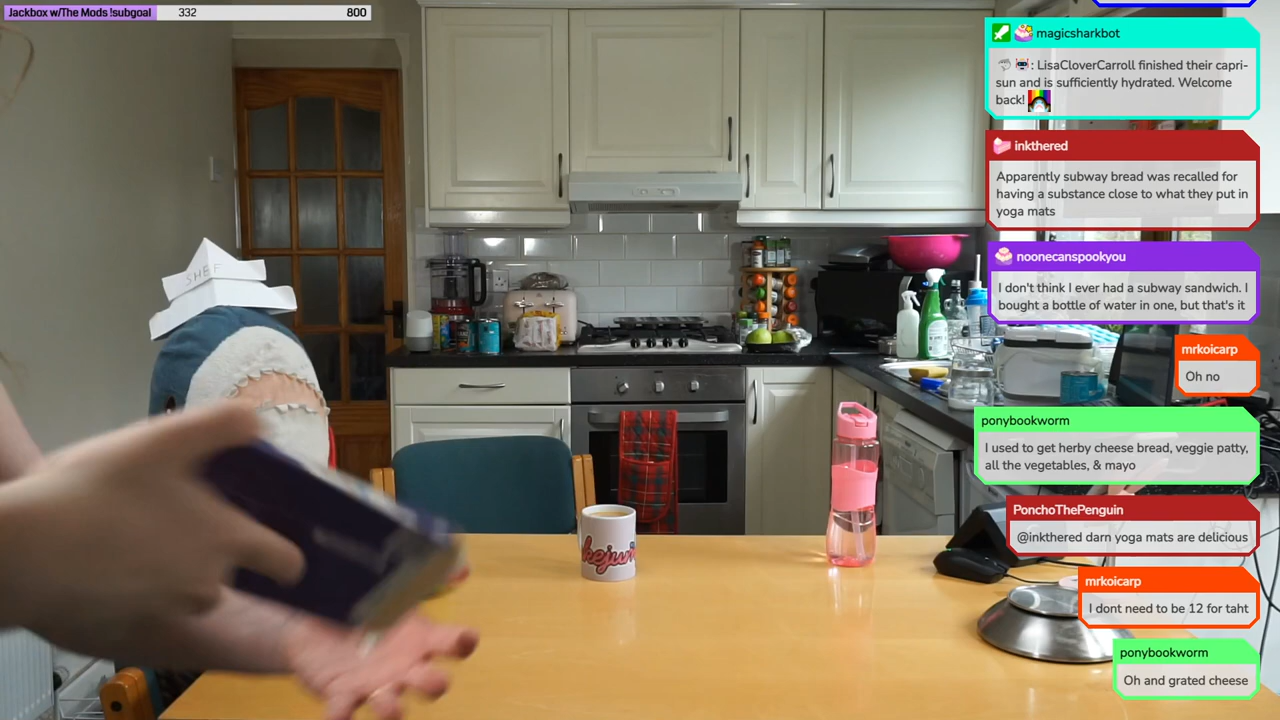 Jackbox w/The Mods !subgoal 332 800
magicsharkbot
: LisaCloverCarroll finished their capri-
sun and is sufficiently hydrated. Welcome
back!
inkthered
Apparently subway bread was recalled for
having a substance close to what they put in
yoga mats
noonecanspookyou
I don't think I ever had a subway sandwich. I
bought a bottle of water in one, but that's it
mrkoicarp
Oh no
ponybookworm
I used to get herby cheese bread, veggie patty,
all the vegetables, & mayo
PonchoThePenguin
@inkthered darn yoga mats are delicious
mrkoicarp
I dont need to be 12 for taht
ponybookworm
Oh and grated cheese
SHEF